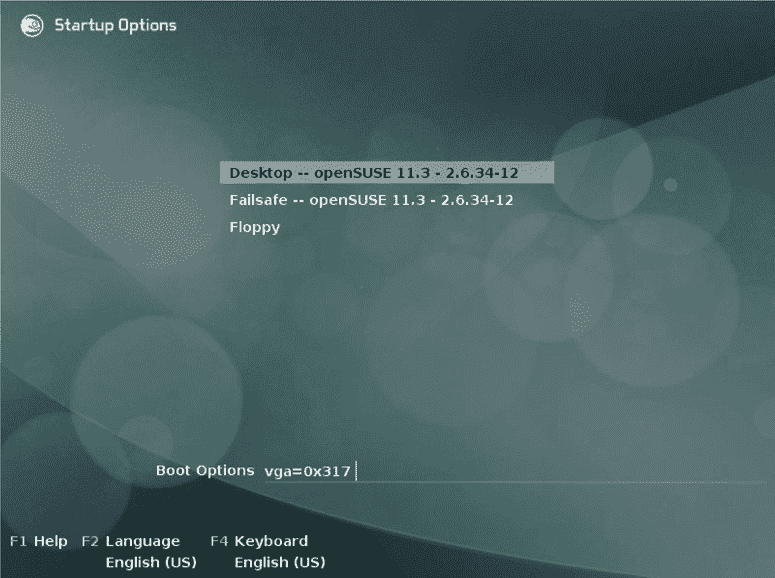 Startup Options
Desktop -- openSUSE 11.3 - 2.6.34-12
Failsafe -- openSUSE 11.3 - 2.6.34-12
Floppy
Boot Options vga=0x317
F1 Help F2 Language F4 Keyboard
English (US) English (US)